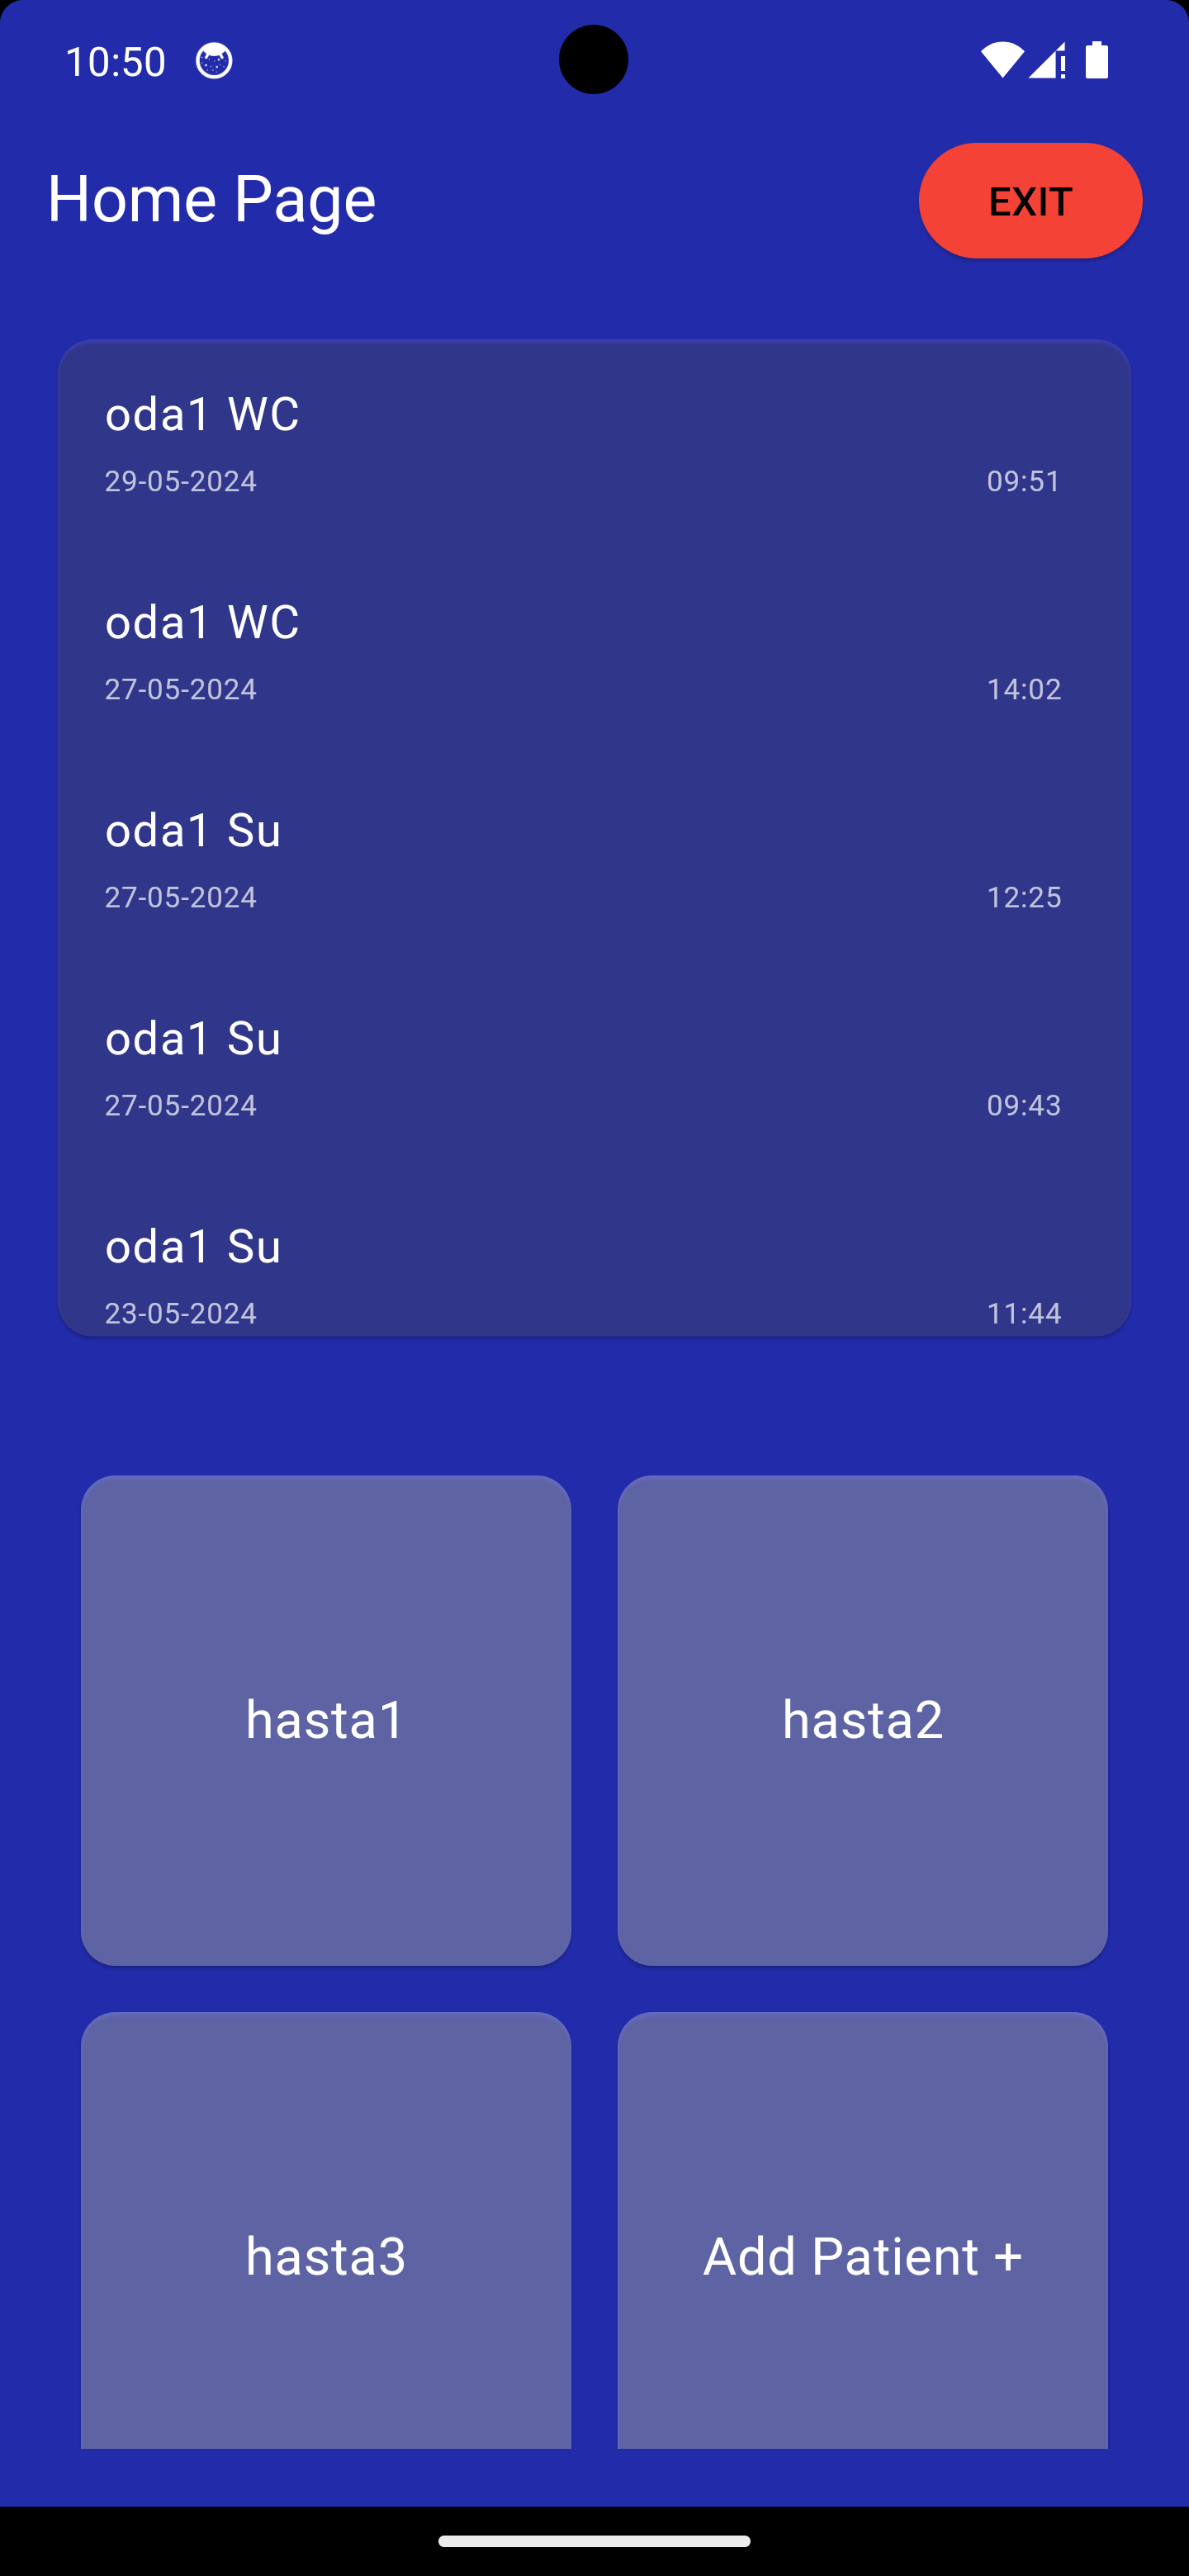 10:50
Home Page
EXIT
oda1 WC
29-05-2024 09:51
oda1 WC
27-05-2024 14:02
oda1 Su
27-05-2024 12:25
oda1 Su
27-05-2024 09:43
oda1 Su
23-05-2024 11:44
hasta1 hasta2
hasta3 Add Patient +